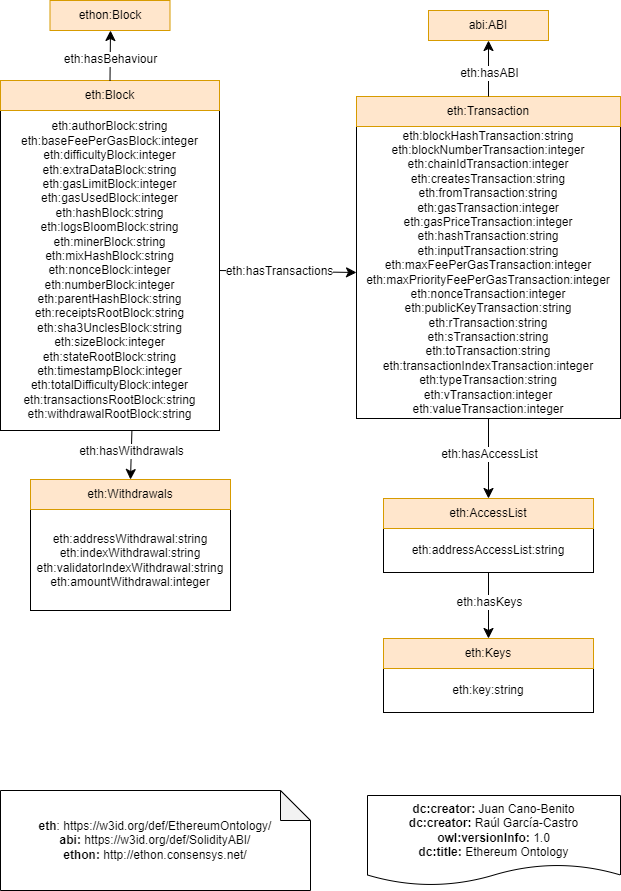 ethon:Block
eth:hasBehaviour
eth:Block
eth:authorBlock:string
eth:baseFeePerGasBlock:integer
eth:difficultyBlock:integer
eth:extraDataBlock:string
eth:gasLimitBlock:integer
eth:gasUsedBlock:integer
eth:hashBlock:string
eth:logsBloomBlock:string
eth:minerBlock:string
eth:mixHashBlock:string
eth:nonceBlock:integer
eth:numberBlock:integer
eth:parentHashBlock:string
eth:receiptsRootBlock:string
eth:sha3UnclesBlock:string
eth:sizeBlock:integer
eth:stateRootBlock:string
eth:timestampBlock:integer
eth:totalDifficultyBlock:integer
eth:transactionsRootBlock:string
eth:withdrawalRootBlock:string
eth:hasTransactions
abi:ABI
eth:hasABI
eth:Transaction
eth:blockHashTransaction:string
eth:blockNumberTransaction:integer
eth:chainIdTransaction:integer
eth:createsTransaction:string
eth:fromTransaction:string
eth:gasTransaction:integer
eth:gasPriceTransaction:integer
eth:hashTransaction:string
eth:inputTransaction:string
eth:maxFeePerGasTransaction:integer
eth:maxPriorityFeePerGasTransaction:integer
eth:nonceTransaction:integer
eth:publicKeyTransaction:string
eth:rTransaction:string
eth:sTransaction:string
eth:toTransaction:string
eth:transactionIndexTransaction:integer
eth:typeTransaction:string
eth:vTransaction:integer
eth:valueTransaction:integer
eth:hasWithdrawals
eth:Withdrawals
eth:addressWithdrawal:string
eth:indexWithdrawal:string
eth:validatorIndexWithdrawal:string
eth:amountWithdrawal:integer
eth:hasAccessList
eth:AccessList
eth:addressAccessList:string
eth:hasKeys
eth:Keys
eth:key:string
eth: https://w3id.org/def/EthereumOntology/
abi: https://w3id.org/def/SolidityABI/
ethon: http://ethon.consensys.net/
dc:creator: Juan Cano-Benito
dc:creator: Raúl García-Castro
owl:versionInfo: 1.0
dc:title: Ethereum Ontology